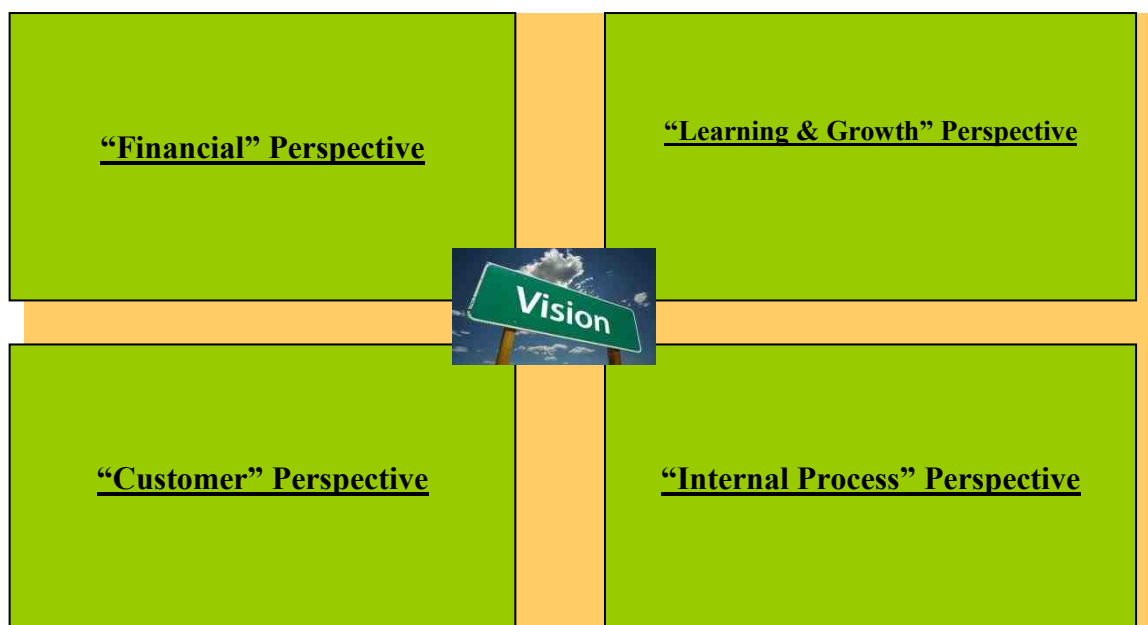 “Financial” Perspective
“Learning & Growth” Perspective
Vision
“Customer” Perspective
“Internal Process” Perspective